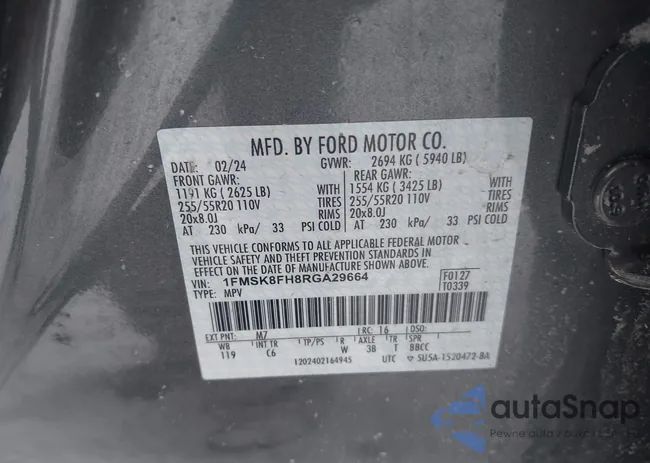 MFD. BY FORD MOTOR CO.
DATE: 02/24 GVWR: 2694 KG ( 5940 LB)
FRONT GAWR: REAR GAWR:
1191 KG ( 2625 LB) WITH 1554 KG ( 3425 LB) WITH
255/55R20 110V TIRES 255/55R20 110V TIRES
20x8.0J RIMS 20x8.0J RIMS
AT 230 kPa/ 33 PSI COLD AT 230 kPa/ 33 PSI COLD
THIS VEHICLE CONFORMS TO ALL APPLICABLE FEDERAL MOTOR
VEHICLE SAFETY AND THEFT PREVENTION STANDARDS IN
EFFECT ON THE DATE OF MANUFACTURE SHOWN ABOVE.
VIN: 1FMSK8FH8RGA29664 F0127
TYPE: MPV T0339
EXT PNT: M7 RC: 16 DSO:
WB INT TR TP/PS R AXLE TR SPR
119 C6 W 3B T BBCC
1202402164945 UTC ▽ SU5A-1520472-BA
autaSnap
Pewne auta z